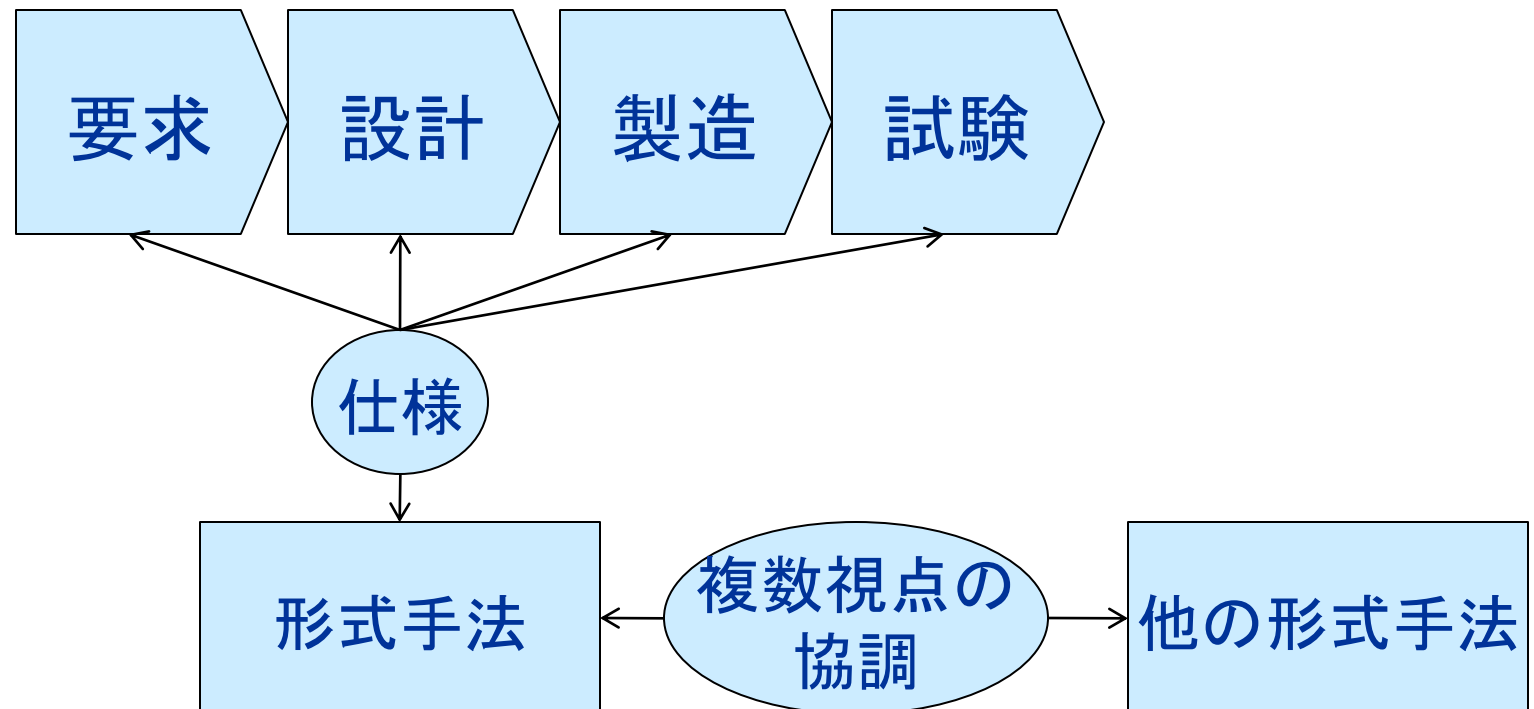 要求
設計
製造
試験
仕様
形式手法
複数視点の
協調
他の形式手法